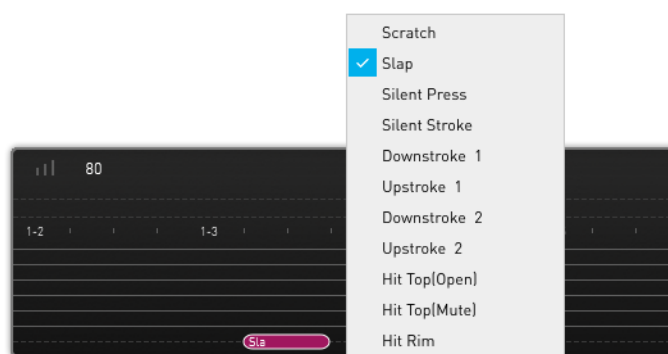 Scratch
Slap
Silent Press
Silent Stroke
Downstroke 1
80
Upstroke 1
Downstroke 2
1-2
1-3
Upstroke 2
Hit Top(Open)
Hit Top(Mute)
Hit Rim
Sla